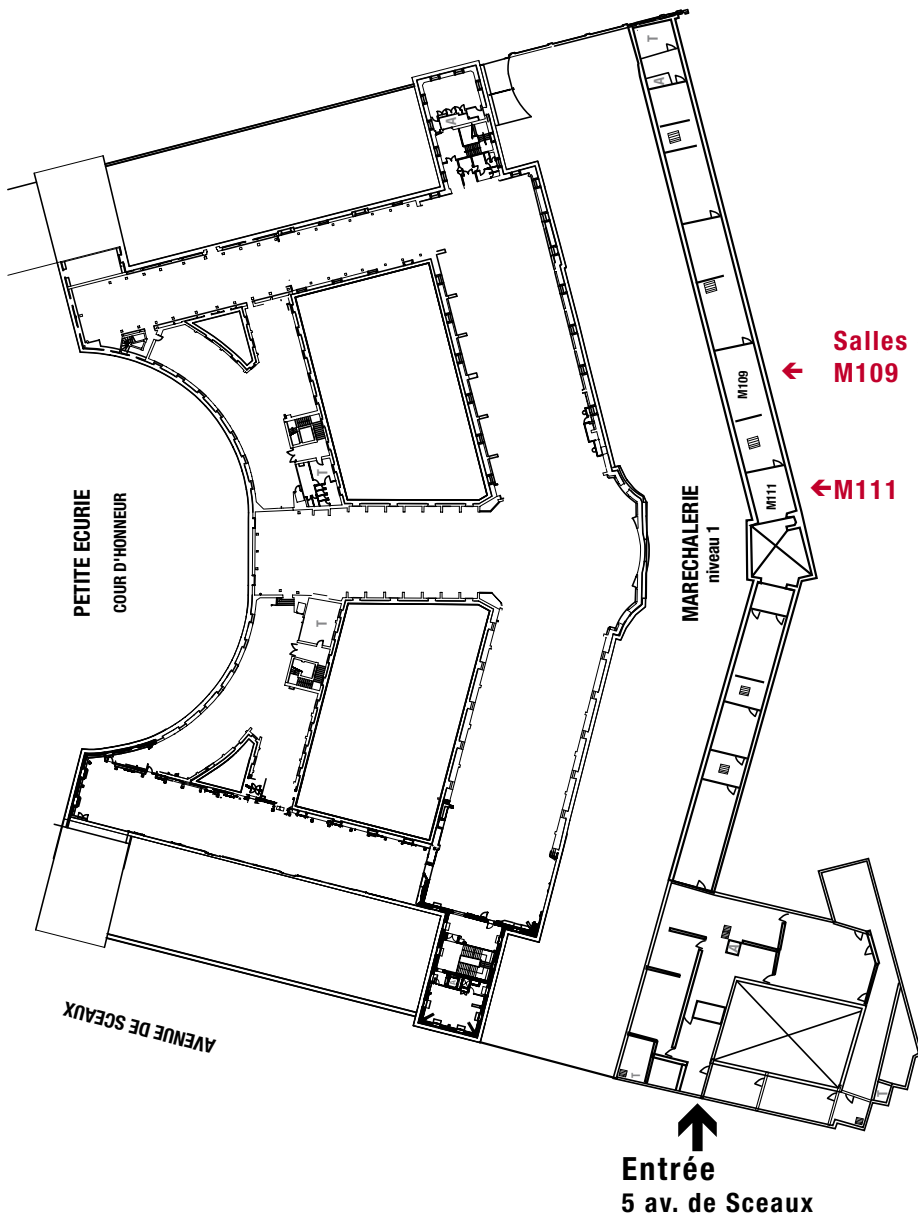 T
A
A
Salles
M109
M109
M111
M111
T
PETITE ECURIE
COUR D'HONNEUR
MARECHALERIE
niveau 1
T
A
AVENUE DE SCEAUX
T
T
Entrée
5 av. de Sceaux